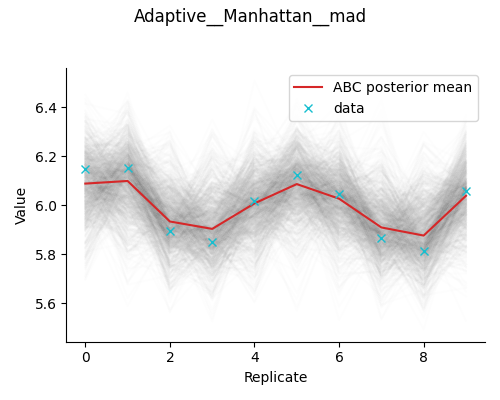 Adaptive__Manhattan__mad
ABC posterior mean
data
6.4
6.2
6.0
5.8
5.6
Value
0 2 4 6 8
Replicate